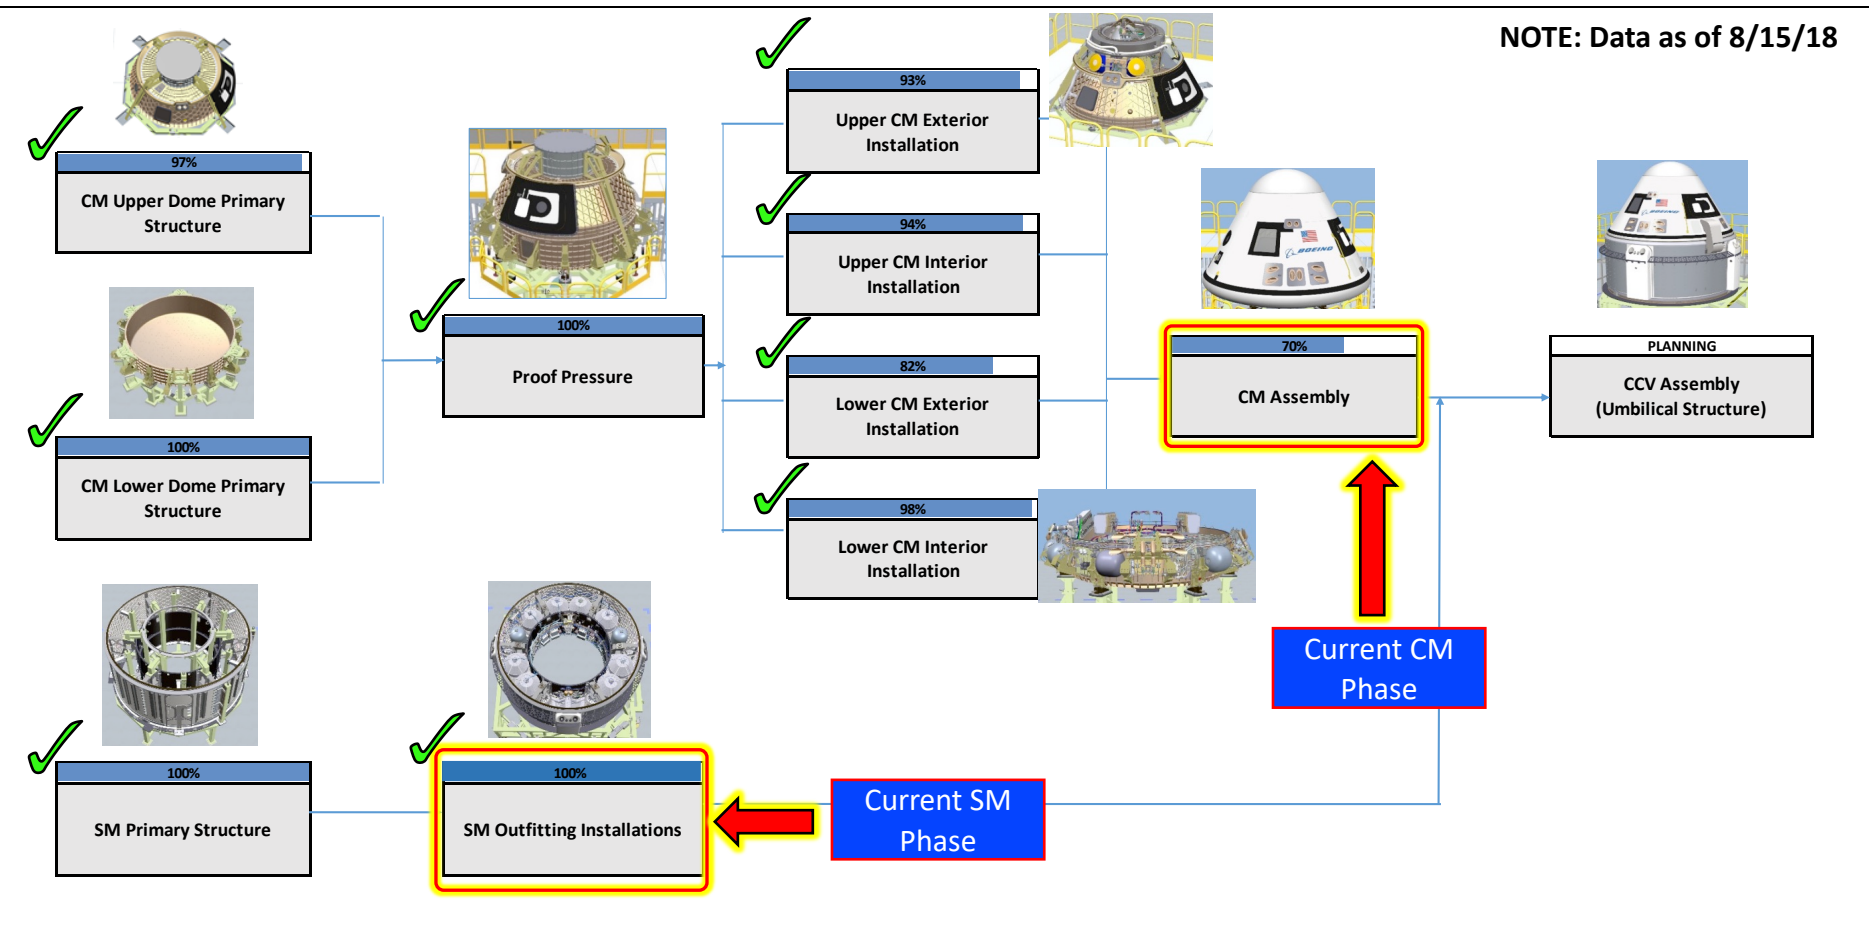 NOTE: Data as of 8/15/18
97%
CM Upper Dome Primary
Structure
100%
CM Lower Dome Primary
Structure
100%
Proof Pressure
93%
Upper CM Exterior
Installation
94%
Upper CM Interior
Installation
82%
Lower CM Exterior
Installation
98%
Lower CM Interior
Installation
BOEING
70%
CM Assembly
BOEING
PLANNING
CCV Assembly
(Umbilical Structure)
Current CM
Phase
100%
SM Primary Structure
100%
SM Outfitting Installations
Current SM
Phase